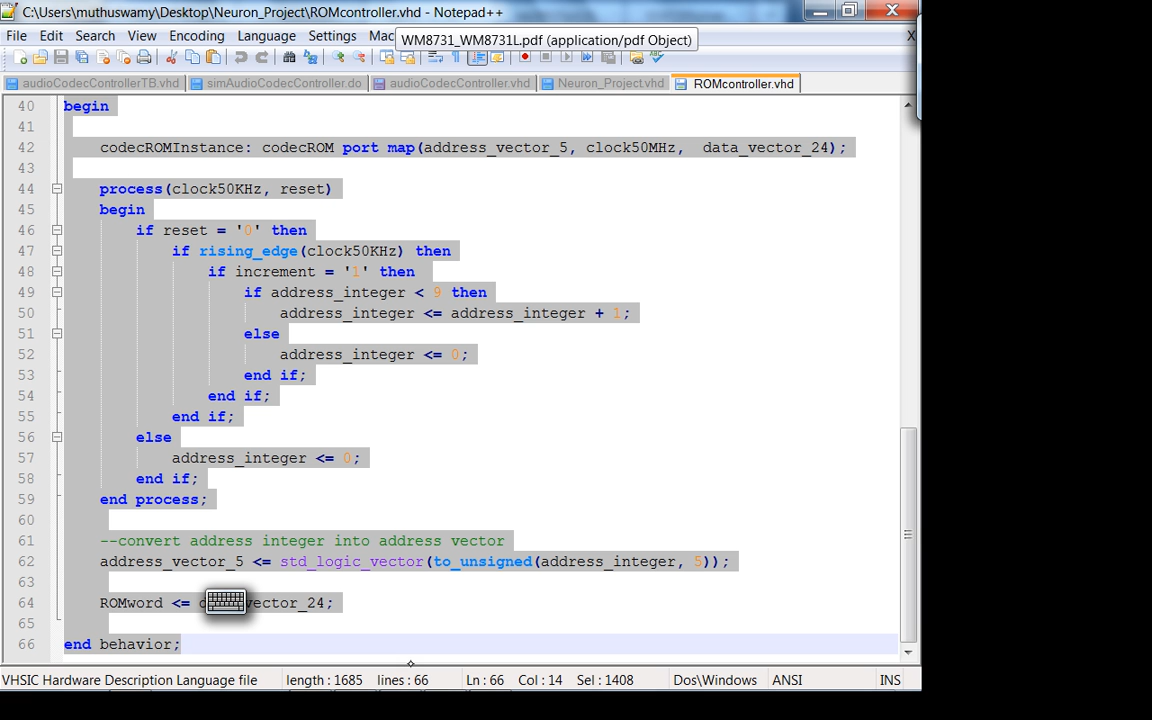 C:\Users\muthuswamy\Desktop\Neuron_Project\ROMcontroller.vhd - Notepad++
File Edit Search View Encoding Language Settings Mac
WM8731_WM8731L.pdf (application/pdf Object)
X
audioCodecControllerTB.vhd simAudioCodecController.do audioCodecController.vhd Neuron_Project.vhd ROMcontroller.vhd
40 begin
41
42 codecROMInstance: codecROM port map(address_vector_5, clock50MHz, data_vector_24);
43
44 process(clock50KHz, reset)
45 begin
46 if reset = '0' then
47 if rising_edge(clock50KHz) then
48 if increment = '1' then
49 if address_integer < 9 then
50 address_integer <= address_integer + 1;
51 else
52 address_integer <= 0;
53 end if;
54 end if;
55 end if;
56 else
57 address_integer <= 0;
58 end if;
59 end process;
60
61 --convert address integer into address vector
62 address_vector_5 <= std_logic_vector(to_unsigned(address_integer, 5));
63
64 ROMword <= vector_24;
65
66 end behavior;
VHSIC Hardware Description Language file length : 1685 lines : 66 Ln : 66 Col : 14 Sel : 1408 Dos\Windows ANSI INS